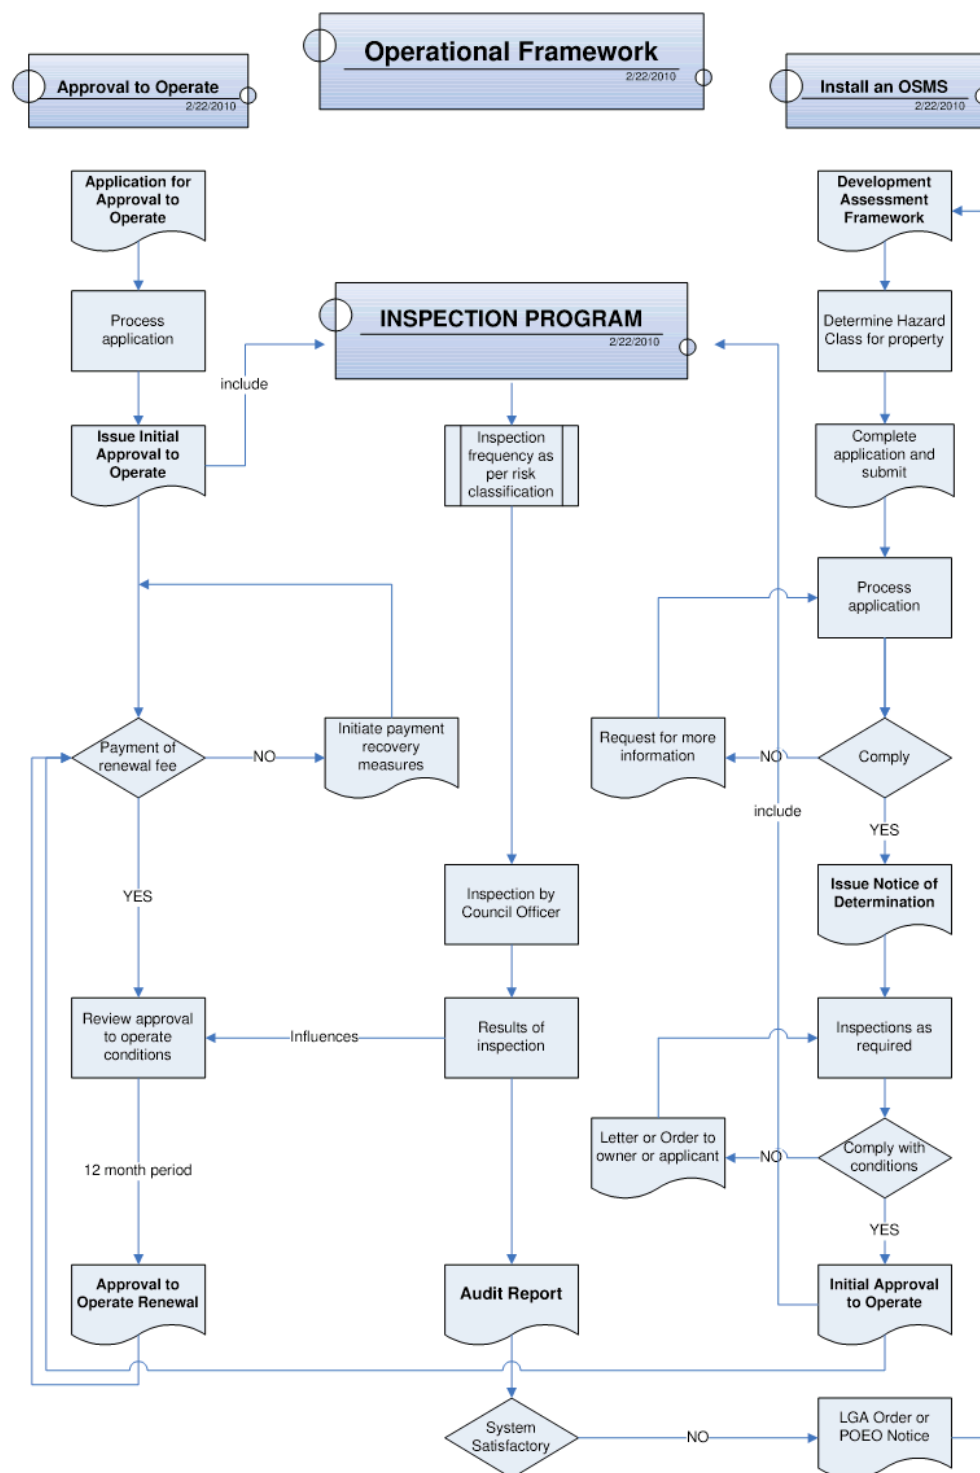 Operational Framework
2/22/2010
Approval to Operate
2/22/2010
Install an OSMS
2/22/2010
Application for
Approval to
Operate
Process
application
include
Issue Initial
Approval to
Operate
Payment of
renewal fee
NO
Initiate payment
recovery
measures
YES
Review approval
to operate
conditions
12 month period
Approval to
Operate Renewal
INSPECTION PROGRAM
2/22/2010
Inspection
frequency as
per risk
classification
Inspection by
Council Officer
Results of
inspection
Influences
Audit Report
System
Satisfactory
NO
LGA Order or
POEO Notice
Development
Assessment
Framework
Determine Hazard
Class for property
Complete
application and
submit
Process
application
Request for more
information
NO
Comply
include
YES
Issue Notice of
Determination
Inspections as
required
Letter or Order to
owner or applicant
NO
Comply with
conditions
YES
Initial Approval
to Operate